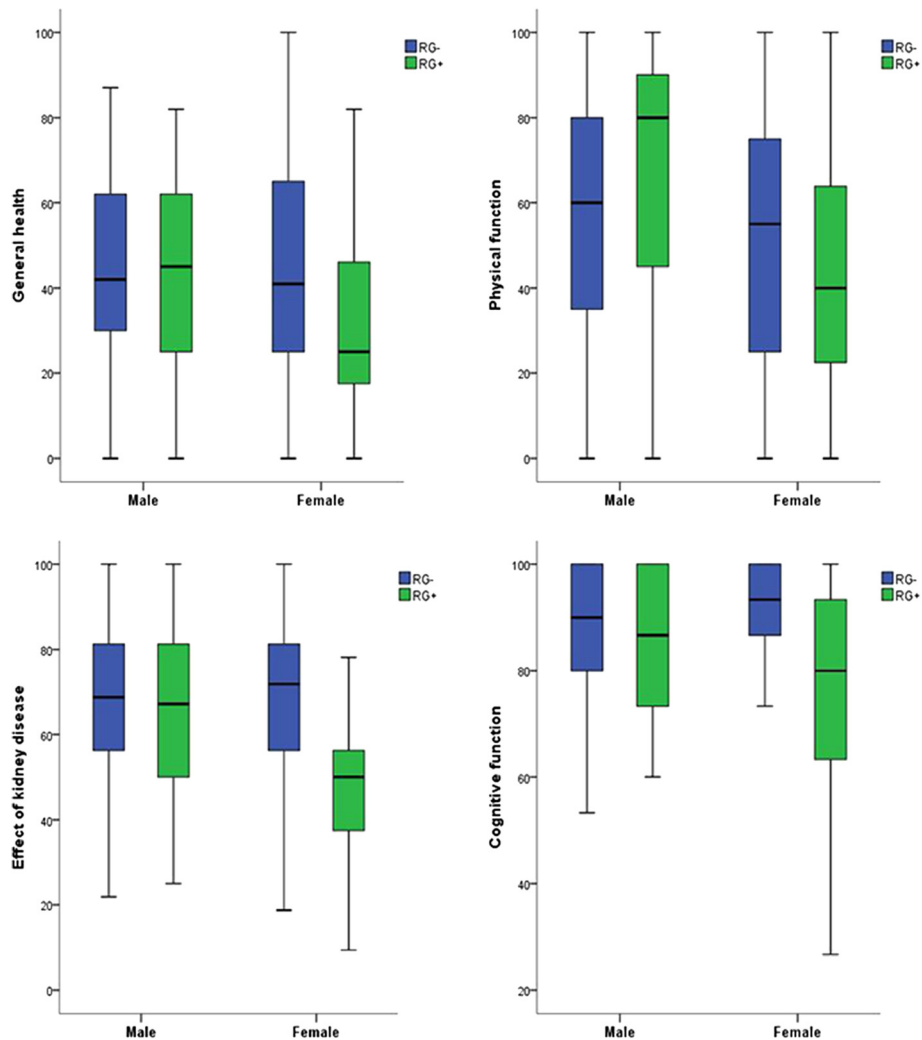 General health
100
80
60
40
20
0
Male Female
RG-
RG+
Physical function
100
80
60
40
20
0
Male Female
RG-
RG+
Effect of kidney disease
100
80
60
40
20
0
Male Female
RG-
RG+
Cognitive function
100
80
60
40
20
Male Female
RG-
RG+